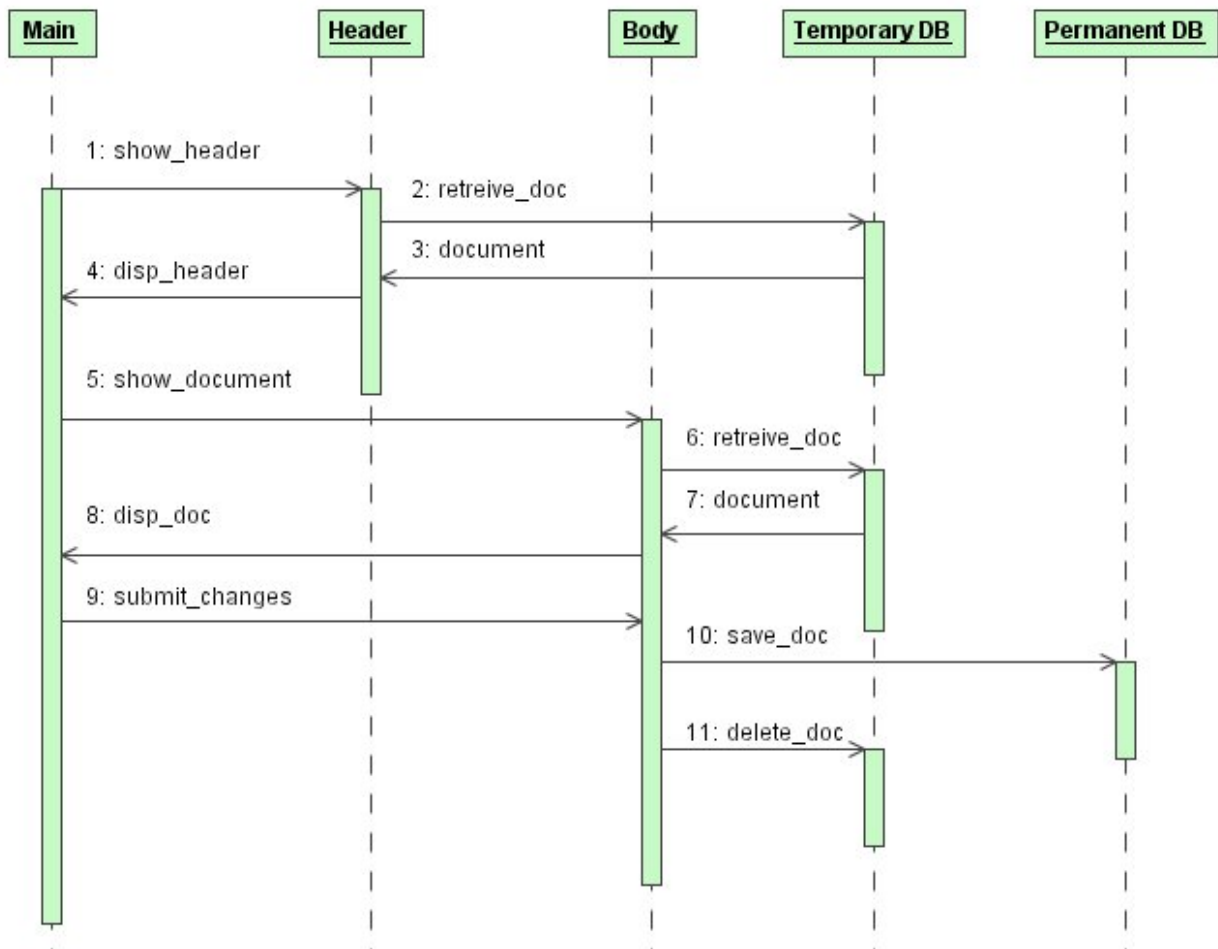 Main
Header
Body
Temporary DB
Permanent DB
1: show_header
2: retreive_doc
3: document
4: disp_header
5: show_document
6: retreive_doc
7: document
8: disp_doc
9: submit_changes
10: save_doc
11: delete_doc